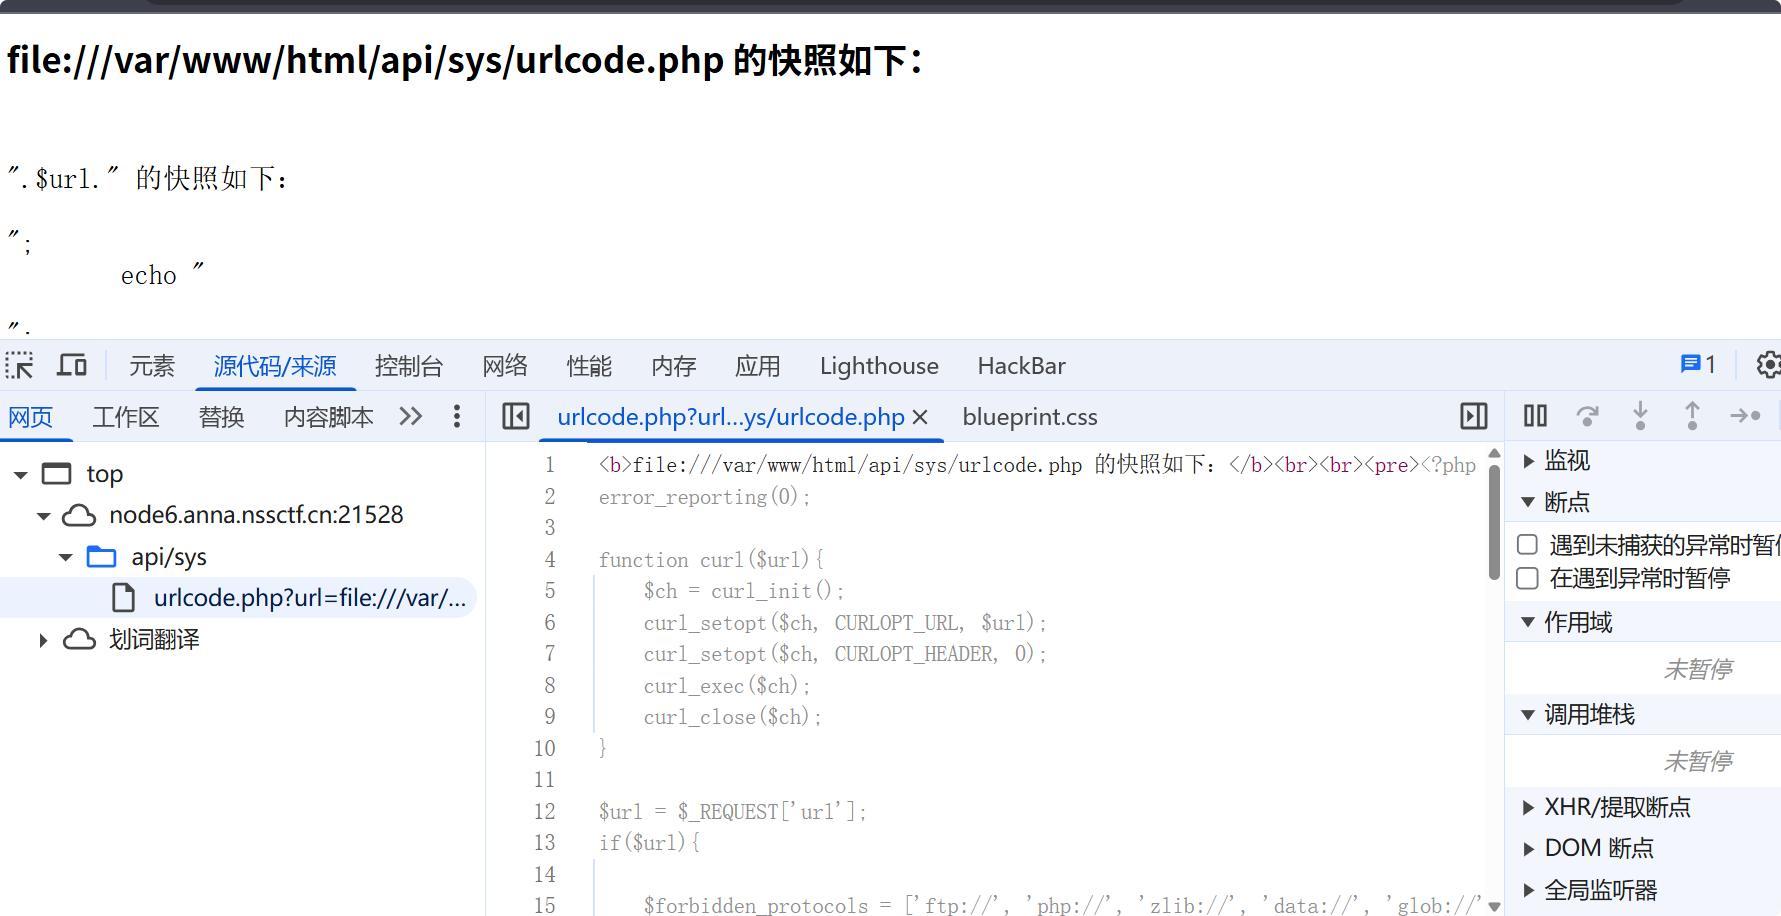 file:///var/www/html/api/sys/urlcode.php 的快照如下：
".$url." 的快照如下：
";
echo "
";
元素 源代码/来源 控制台 网络 性能 内存 应用 Lighthouse HackBar 1
网页 工作区 替换 内容脚本 urlcode.php?url...ys/urlcode.php blueprint.css
top
node6.anna.nssctf.cn:21528
api/sys
urlcode.php?url=file:///var/...
划词翻译
1 <b>file:///var/www/html/api/sys/urlcode.php 的快照如下：</b><br><br><pre><?php
2 error_reporting(0);
3
4 function curl($url){
5 $ch = curl_init();
6 curl_setopt($ch, CURLOPT_URL, $url);
7 curl_setopt($ch, CURLOPT_HEADER, 0);
8 curl_exec($ch);
9 curl_close($ch);
10 }
11
12 $url = $_REQUEST['url'];
13 if($url){
14
15 $forbidden_protocols = ['ftp://', 'php://', 'zlib://', 'data://', 'glob://'
监视
断点
遇到未捕获的异常时暂停
在遇到异常时暂停
作用域
未暂停
调用堆栈
未暂停
XHR/提取断点
DOM 断点
全局监听器